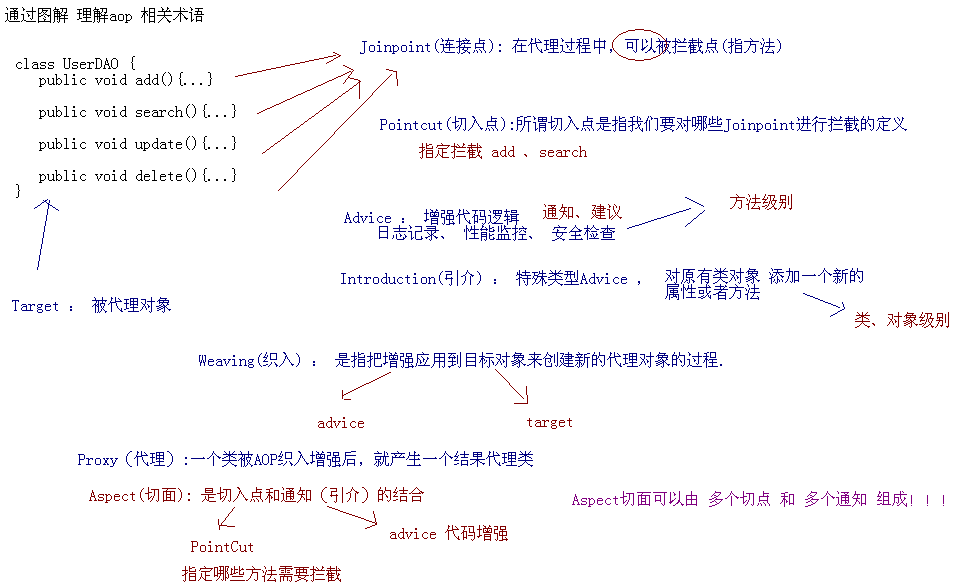 通过图解 理解aop 相关术语
Joinpoint(连接点): 在代理过程中, 可以被拦截点(指方法)
class UserDAO {
public void add(){...}
public void search(){...}
public void update(){...}
public void delete(){...}
}
Pointcut(切入点):所谓切入点是指我们要对哪些Joinpoint进行拦截的定义
指定拦截 add 、search
Advice : 增强代码逻辑 通知、建议
日志记录、 性能监控、 安全检查
方法级别
Introduction(引介) : 特殊类型Advice , 对原有类对象 添加一个新的
属性或者方法
类、对象级别
Target : 被代理对象
Weaving(织入) : 是指把增强应用到目标对象来创建新的代理对象的过程.
advice
target
Proxy（代理）:一个类被AOP织入增强后, 就产生一个结果代理类
Aspect(切面): 是切入点和通知（引介）的结合
Aspect切面可以由 多个切点 和 多个通知 组成!!!
PointCut
advice 代码增强
指定哪些方法需要拦截